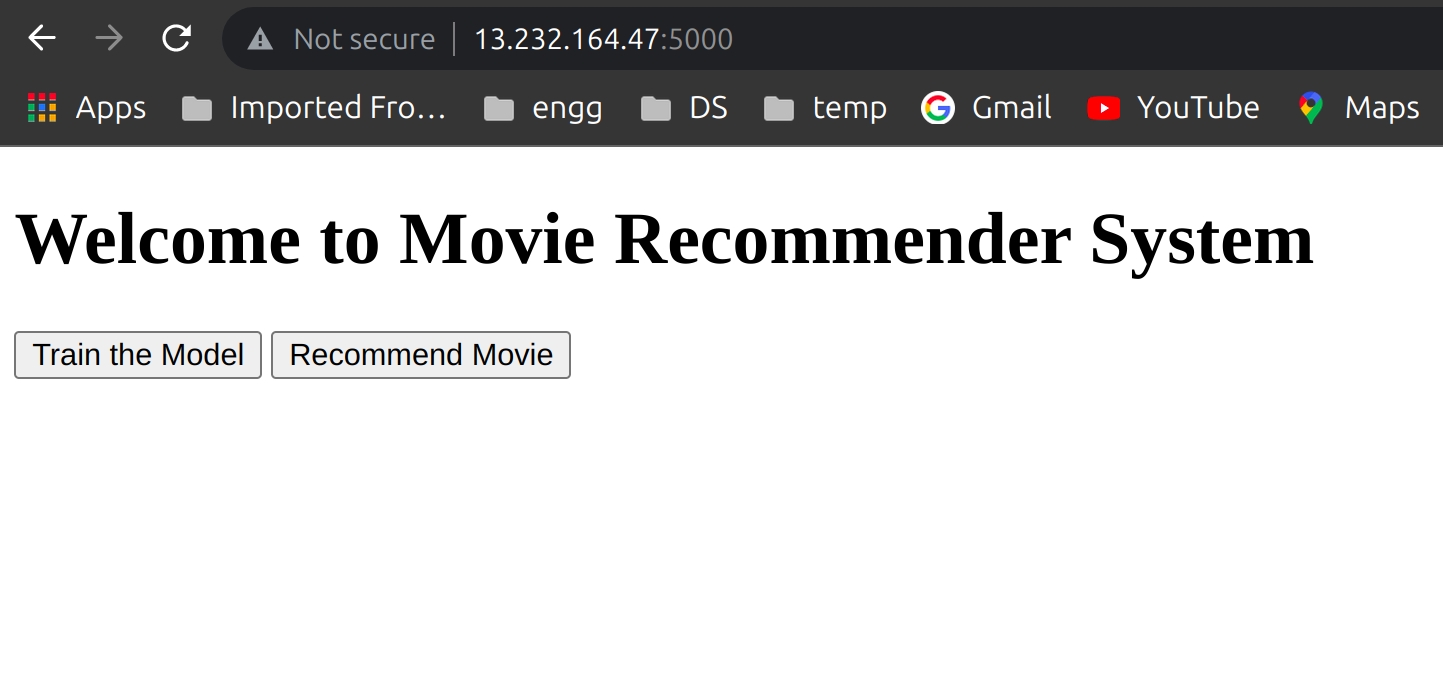 Not secure 13.232.164.47:5000
Apps Imported Fro... engg DS temp Gmail YouTube Maps
Welcome to Movie Recommender System
Train the Model Recommend Movie